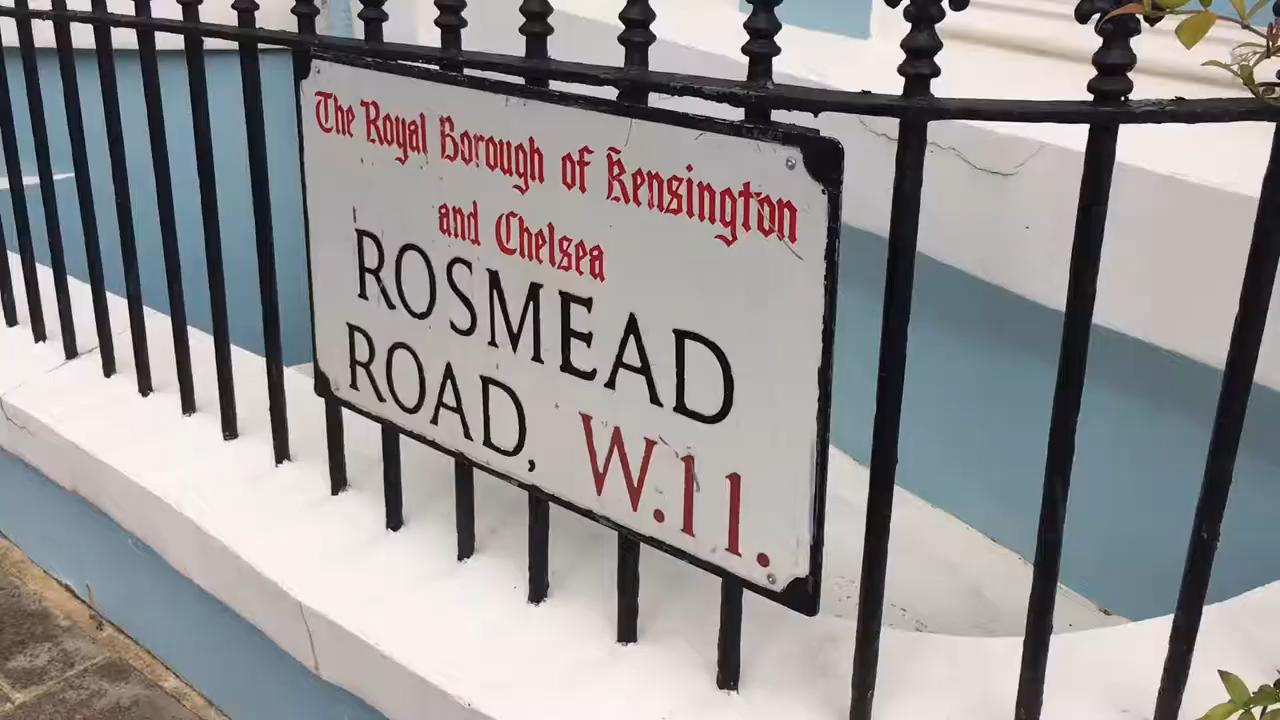 The Royal Borough of Kensington
and Chelsea
ROSMEAD
ROAD, W.11.